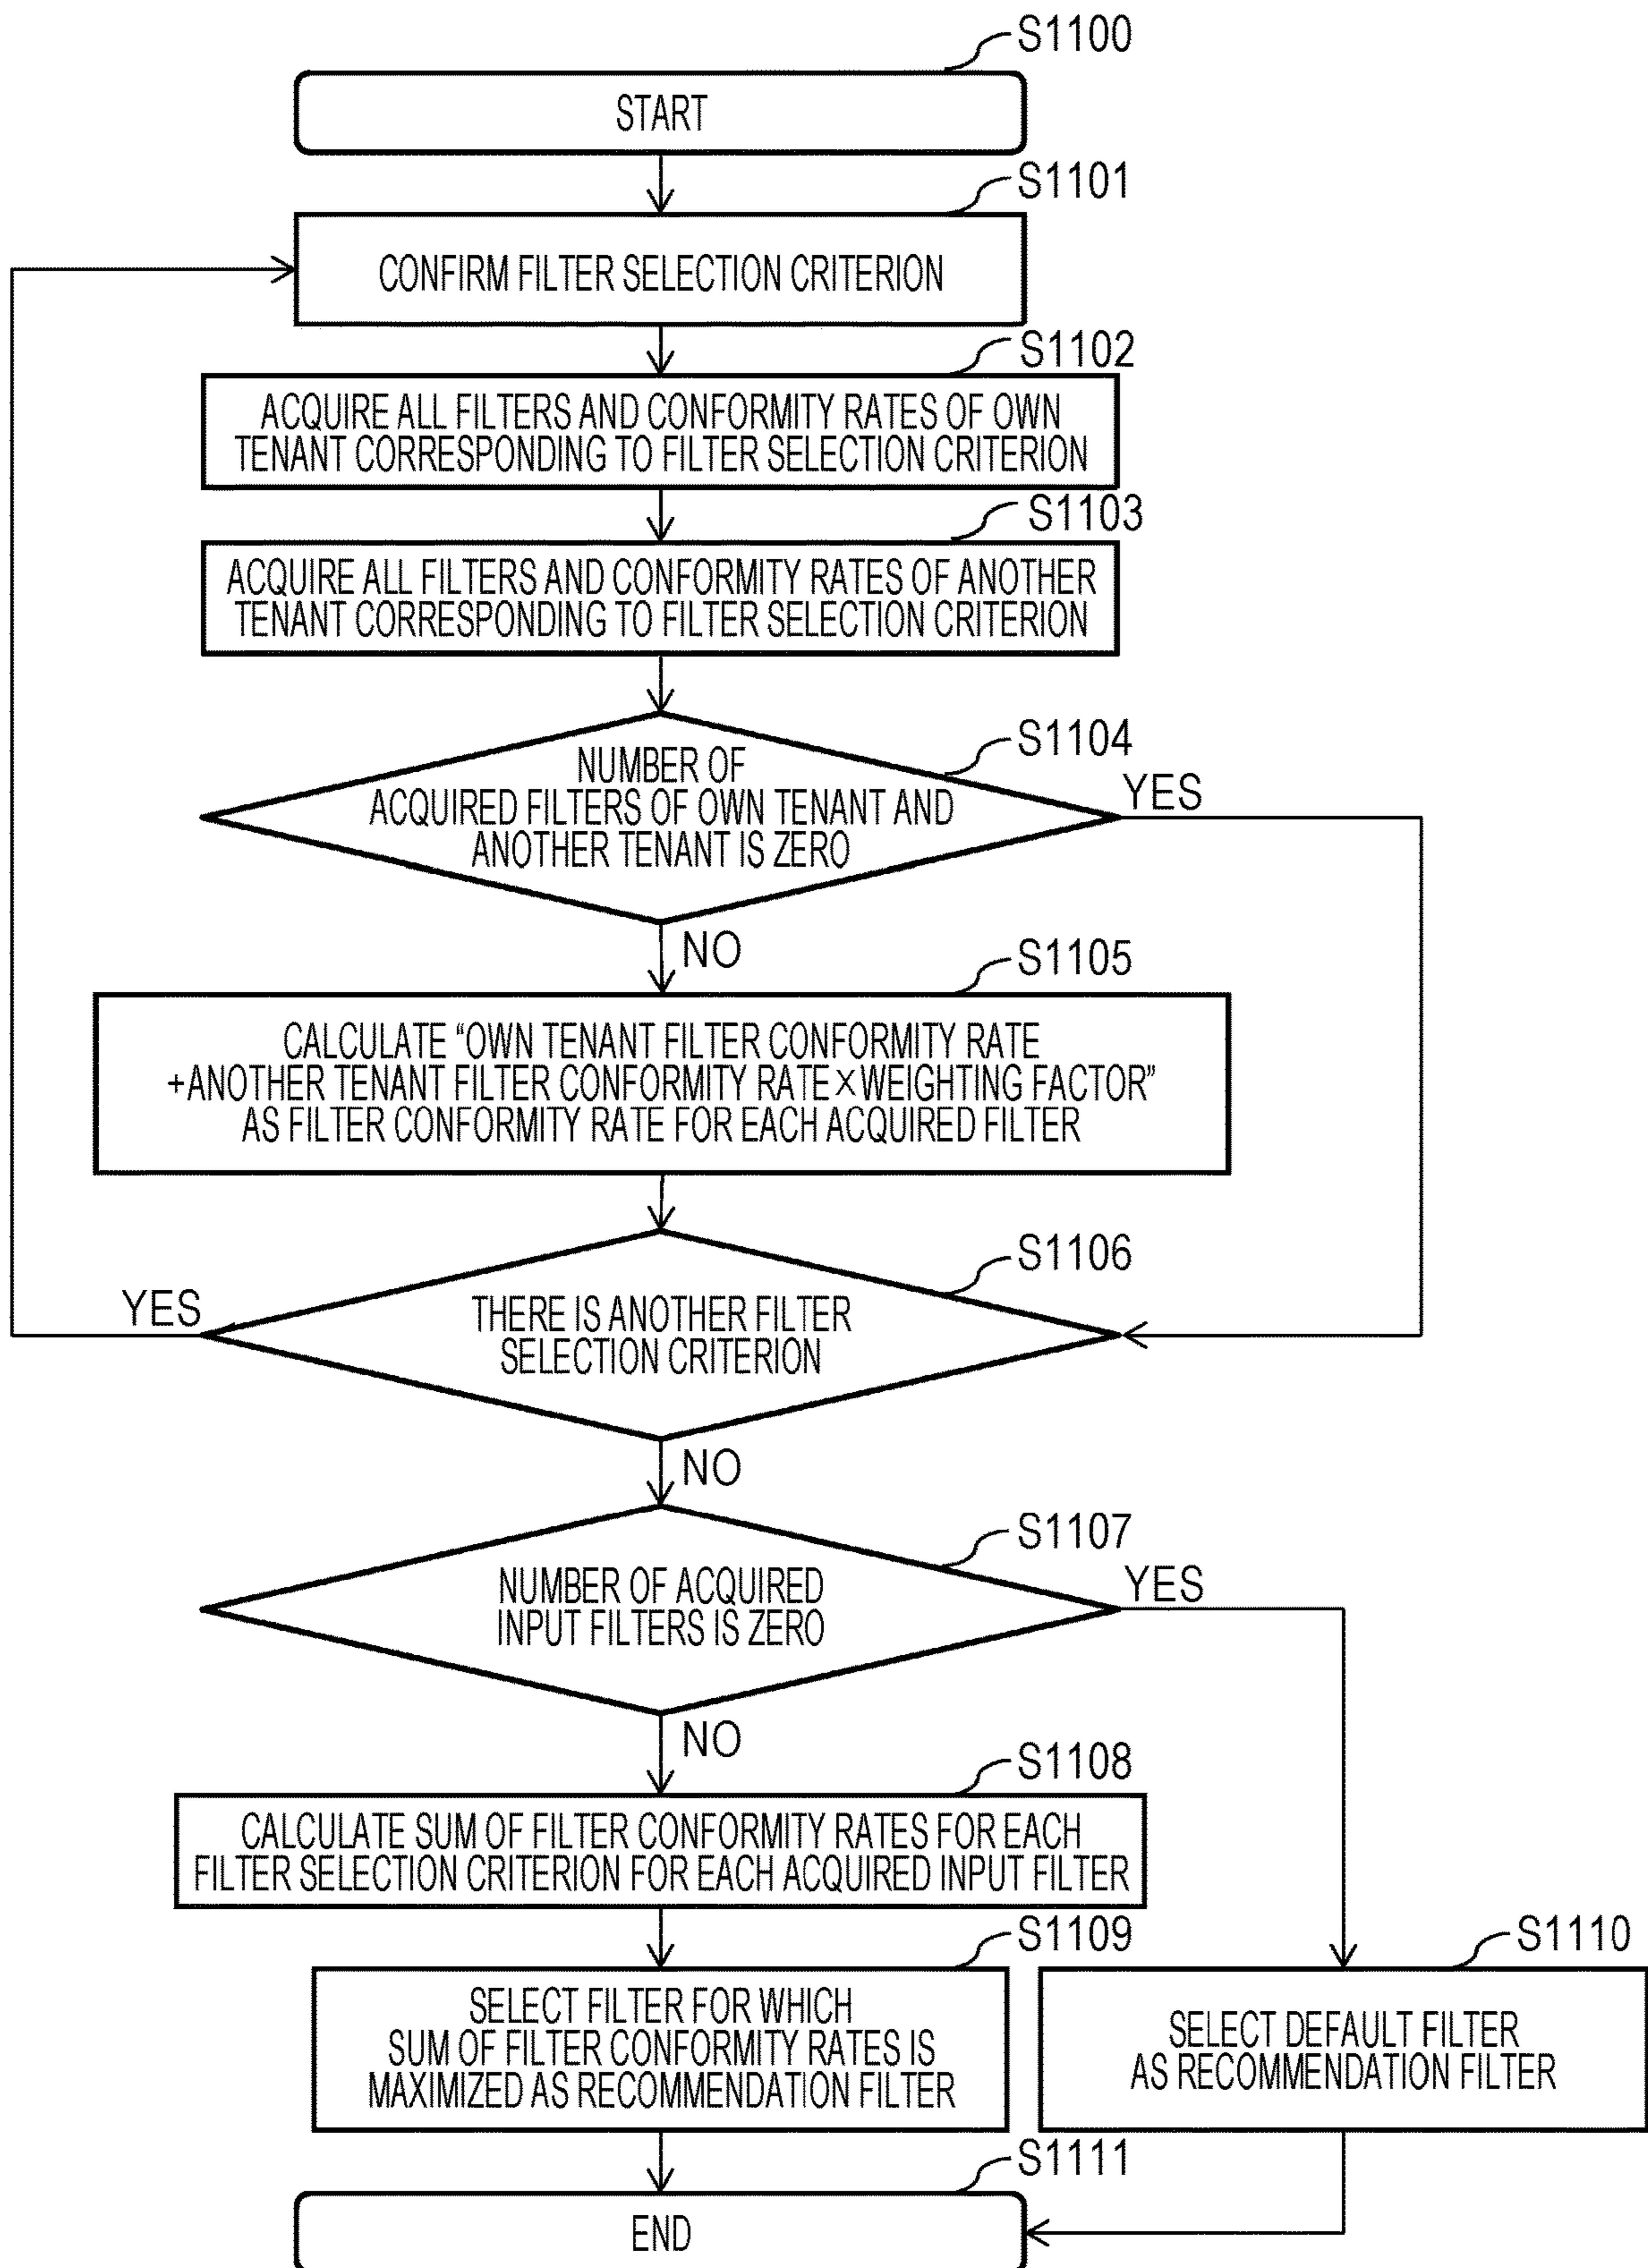 S1100
START
S1101
CONFIRM FILTER SELECTION CRITERION
S1102
ACQUIRE ALL FILTERS AND CONFORMITY RATES OF OWN
TENANT CORRESPONDING TO FILTER SELECTION CRITERION
S1103
ACQUIRE ALL FILTERS AND CONFORMITY RATES OF ANOTHER
TENANT CORRESPONDING TO FILTER SELECTION CRITERION
S1104
NUMBER OF
ACQUIRED FILTERS OF OWN TENANT AND
ANOTHER TENANT IS ZERO
YES
NO
S1105
CALCULATE “OWN TENANT FILTER CONFORMITY RATE
+ANOTHER TENANT FILTER CONFORMITY RATE×WEIGHTING FACTOR”
AS FILTER CONFORMITY RATE FOR EACH ACQUIRED FILTER
S1106
YES
THERE IS ANOTHER FILTER
SELECTION CRITERION
NO
S1107
NUMBER OF ACQUIRED
INPUT FILTERS IS ZERO
YES
NO
S1108
CALCULATE SUM OF FILTER CONFORMITY RATES FOR EACH
FILTER SELECTION CRITERION FOR EACH ACQUIRED INPUT FILTER
S1109
SELECT FILTER FOR WHICH
SUM OF FILTER CONFORMITY RATES IS
MAXIMIZED AS RECOMMENDATION FILTER
S1110
SELECT DEFAULT FILTER
AS RECOMMENDATION FILTER
S1111
END